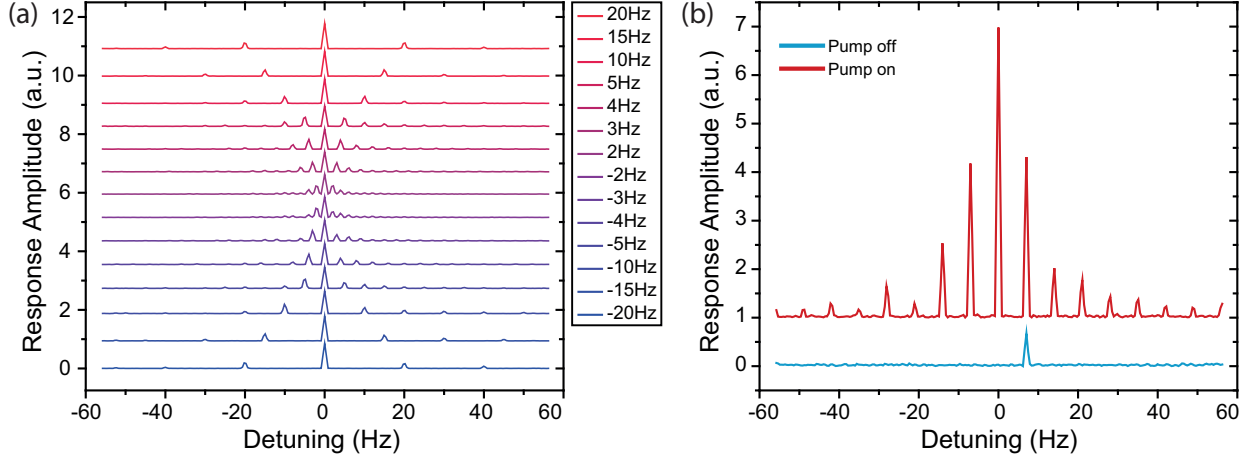 (a)
Response Amplitude (a.u.)
12
10
8
6
4
2
0
-60
-40
-20
0
20
40
60
Detuning (Hz)
20Hz
15Hz
10Hz
5Hz
4Hz
3Hz
2Hz
-2Hz
-3Hz
-4Hz
-5Hz
-10Hz
-15Hz
-20Hz
(b)
Response Amplitude (a.u.)
7
6
5
4
3
2
1
0
Pump off
Pump on
-60
-40
-20
0
20
40
60
Detuning (Hz)